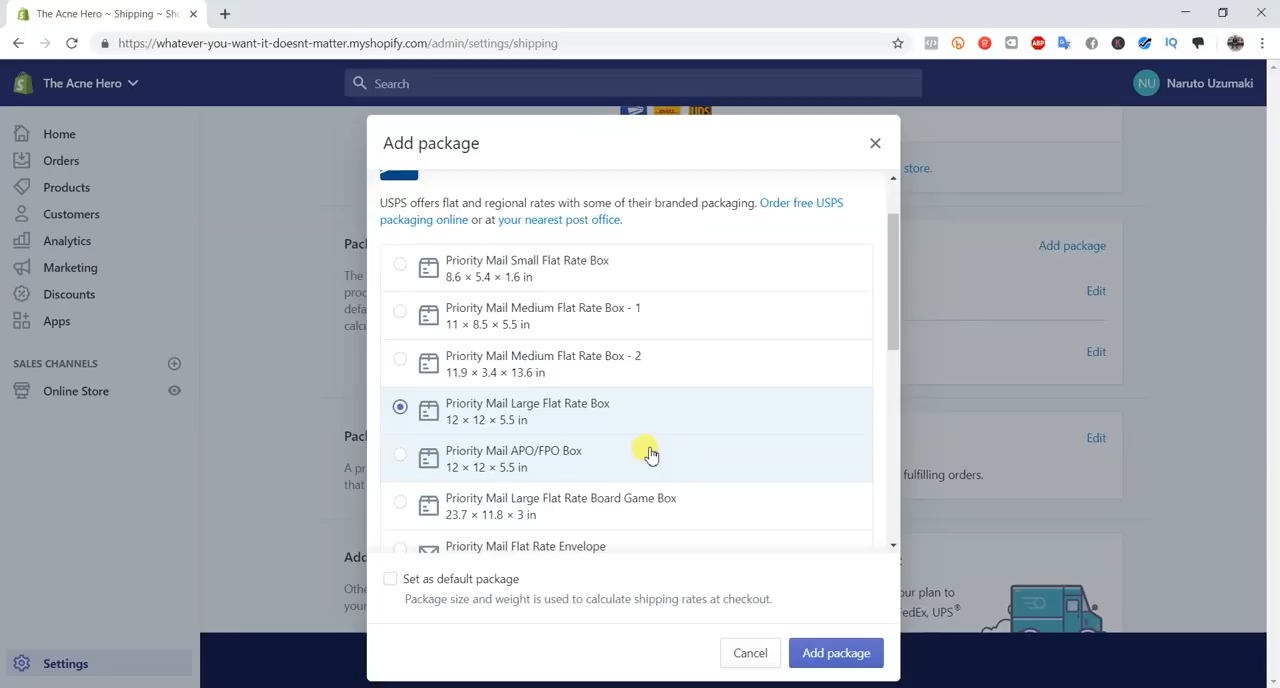 The Acne Hero ~ Shipping ~ Sh
https://whatever-you-want-it-doesnt-matter.myshopify.com/admin/settings/shipping
ABP
IQ
The Acne Hero
Search
NU Naruto Uzumaki
Home
Orders
Products
Customers
Analytics
Marketing
Discounts
Apps
SALES CHANNELS
Online Store
Settings
store.
Add package
Edit
Edit
Edit
fulfilling orders.
our plan to
FedEx, UPS®
Pac
The
proc
defa
calcu
Pac
A pr
that
Add
Othe
your
UPS
Add package
USPS offers flat and regional rates with some of their branded packaging. Order free USPS
packaging online or at your nearest post office.
Priority Mail Small Flat Rate Box
8.6 × 5.4 × 1.6 in
Priority Mail Medium Flat Rate Box - 1
11 × 8.5 × 5.5 in
Priority Mail Medium Flat Rate Box - 2
11.9 × 3.4 × 13.6 in
Priority Mail Large Flat Rate Box
12 × 12 × 5.5 in
Priority Mail APO/FPO Box
12 × 12 × 5.5 in
Priority Mail Large Flat Rate Board Game Box
23.7 × 11.8 × 3 in
Priority Mail Flat Rate Envelope
Set as default package
Package size and weight is used to calculate shipping rates at checkout.
Cancel
Add package